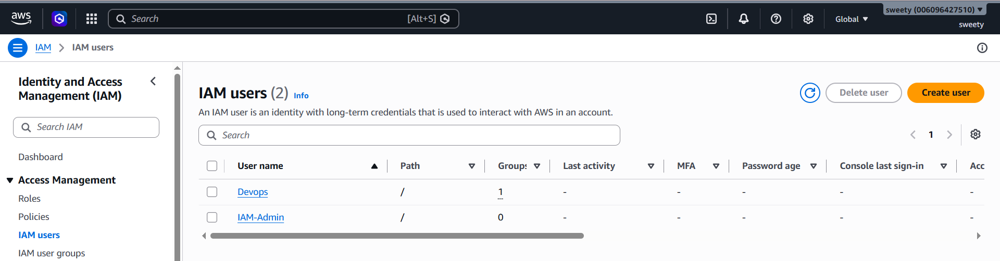 aws
Search [Alt+S]
Global
sweety (006096427510)
sweety
IAM
IAM users
Identity and Access
Management (IAM)
Search IAM
Dashboard
Access Management
Roles
Policies
IAM users
IAM user groups
IAM users (2) Info
Delete user
Create user
An IAM user is an identity with long-term credentials that is used to interact with AWS in an account.
Search
1
User name Path Groups Last activity MFA Password age Console last sign-in Acc
Devops / 1 - - - - -
IAM-Admin / 0 - - - - -